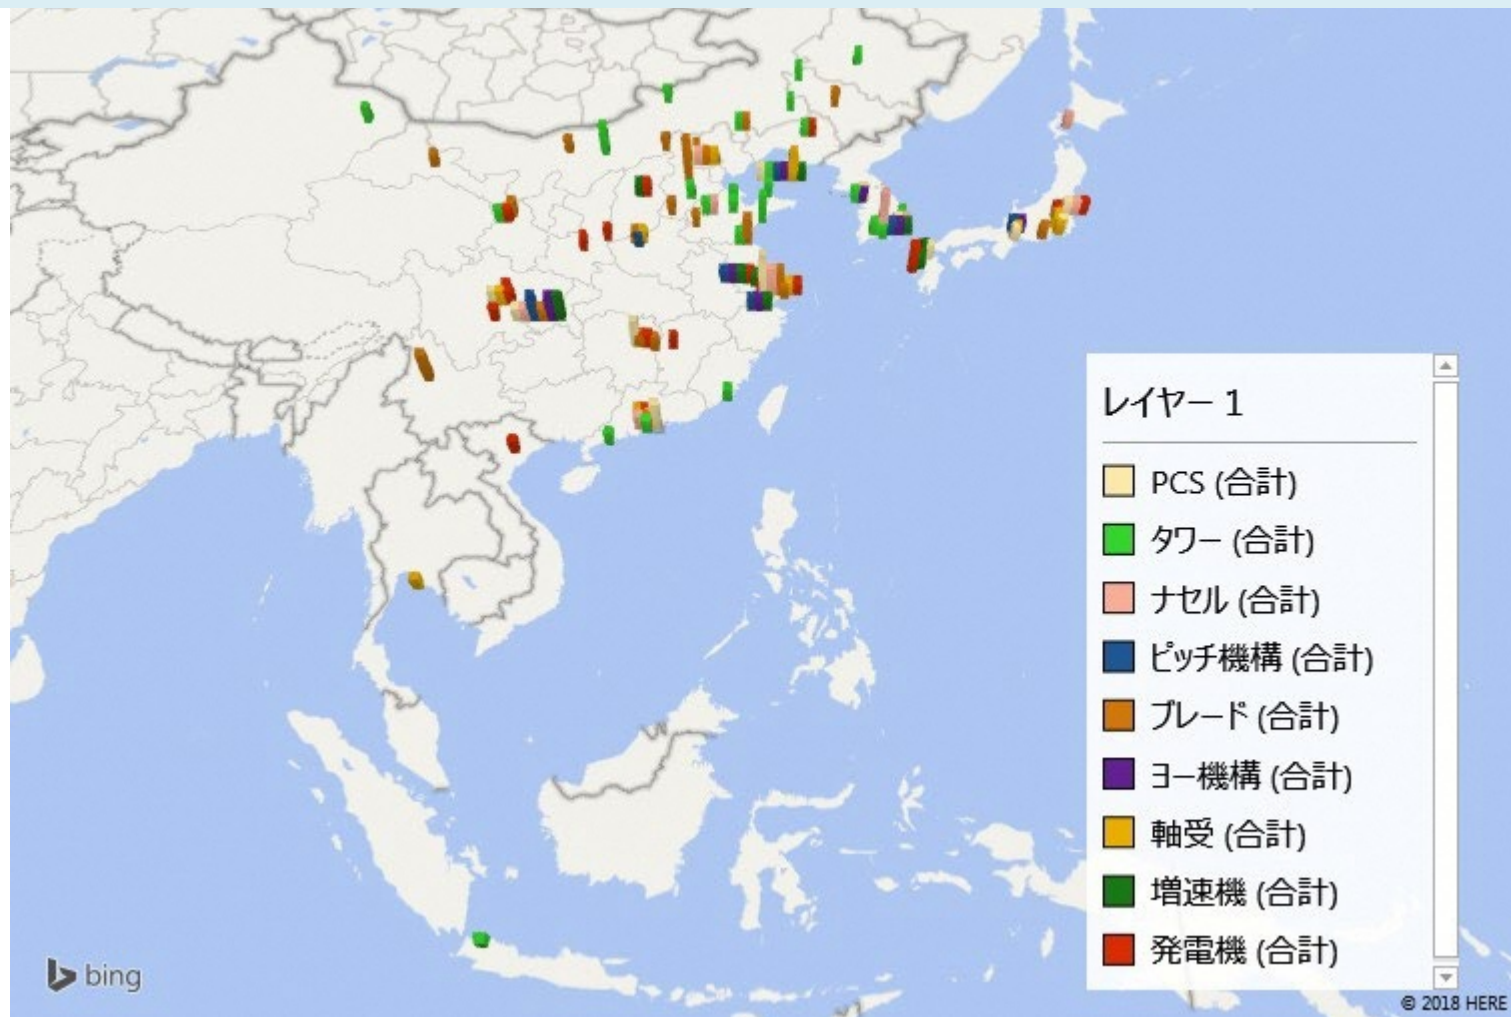 レイヤー 1
PCS (合計)
タワー (合計)
ナセル (合計)
ピッチ機構 (合計)
ブレード (合計)
ヨー機構 (合計)
軸受 (合計)
増速機 (合計)
発電機 (合計)
bing
© 2018 HERE